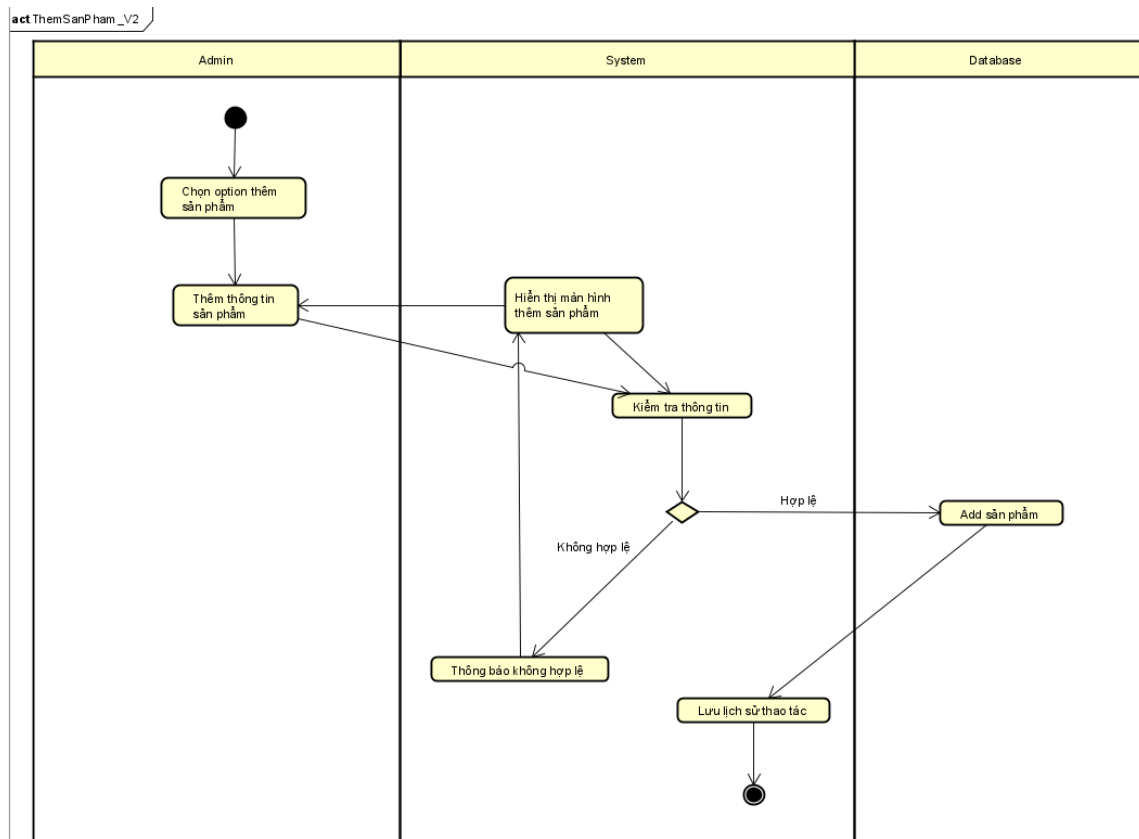 act ThemSanPham_V2
Admin
System
Database
Chọn option thêm
sản phẩm
Thêm thông tin
sản phẩm
Hiển thị màn hình
thêm sản phẩm
Kiểm tra thông tin
Hợp lệ
Add sản phẩm
Không hợp lệ
Thông báo không hợp lệ
Lưu lịch sử thao tác